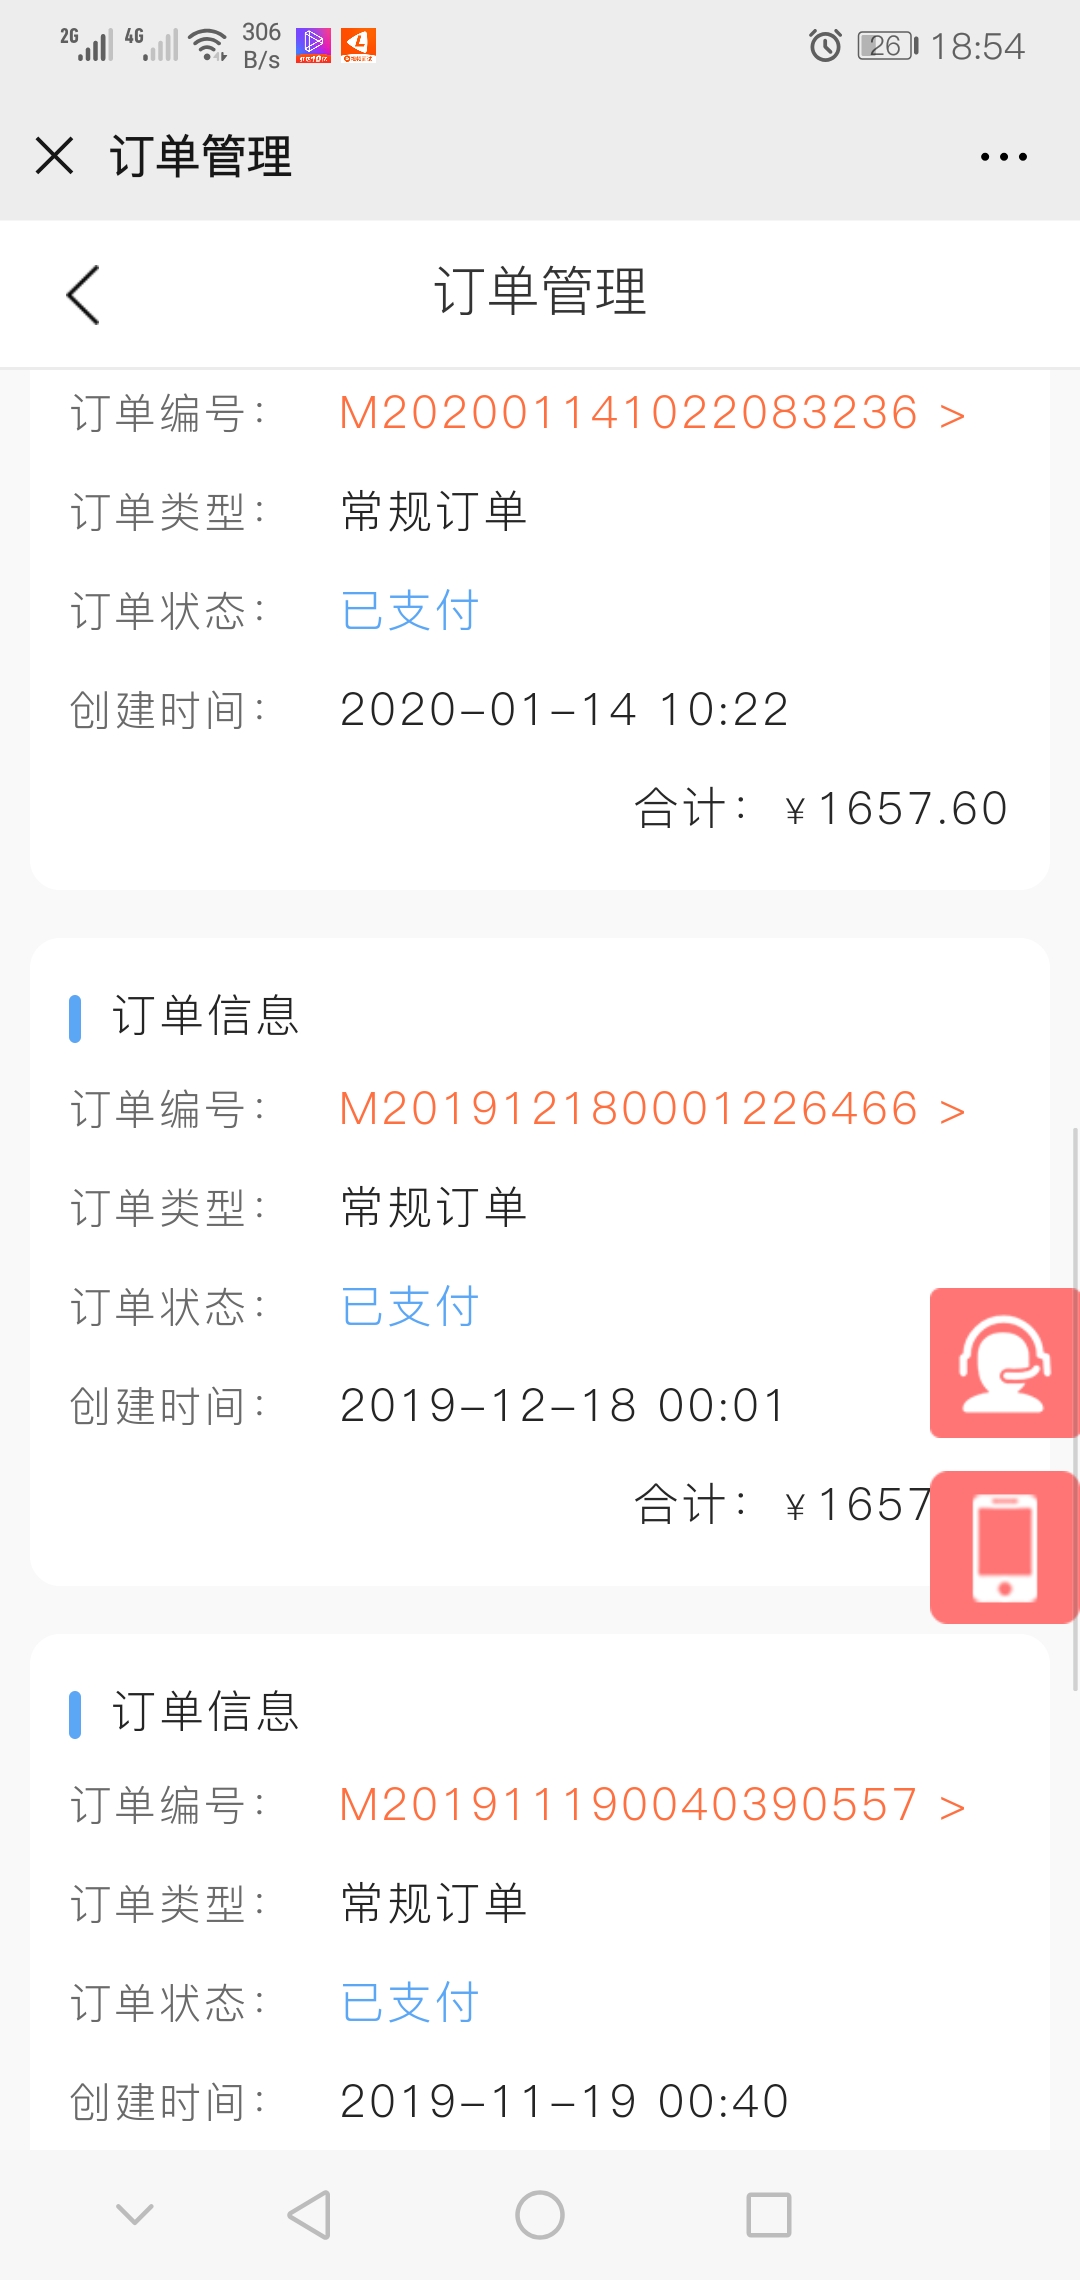 2G 4G 306 B/s 26 18:54
订单管理
订单管理
订单编号： M202001141022083236 >
订单类型： 常规订单
订单状态： 已支付
创建时间： 2020-01-14 10:22
合计： ¥1657.60
订单信息
订单编号： M201912180001226466 >
订单类型： 常规订单
订单状态： 已支付
创建时间： 2019-12-18 00:01
合计： ¥1657
订单信息
订单编号： M201911190040390557 >
订单类型： 常规订单
订单状态： 已支付
创建时间： 2019-11-19 00:40